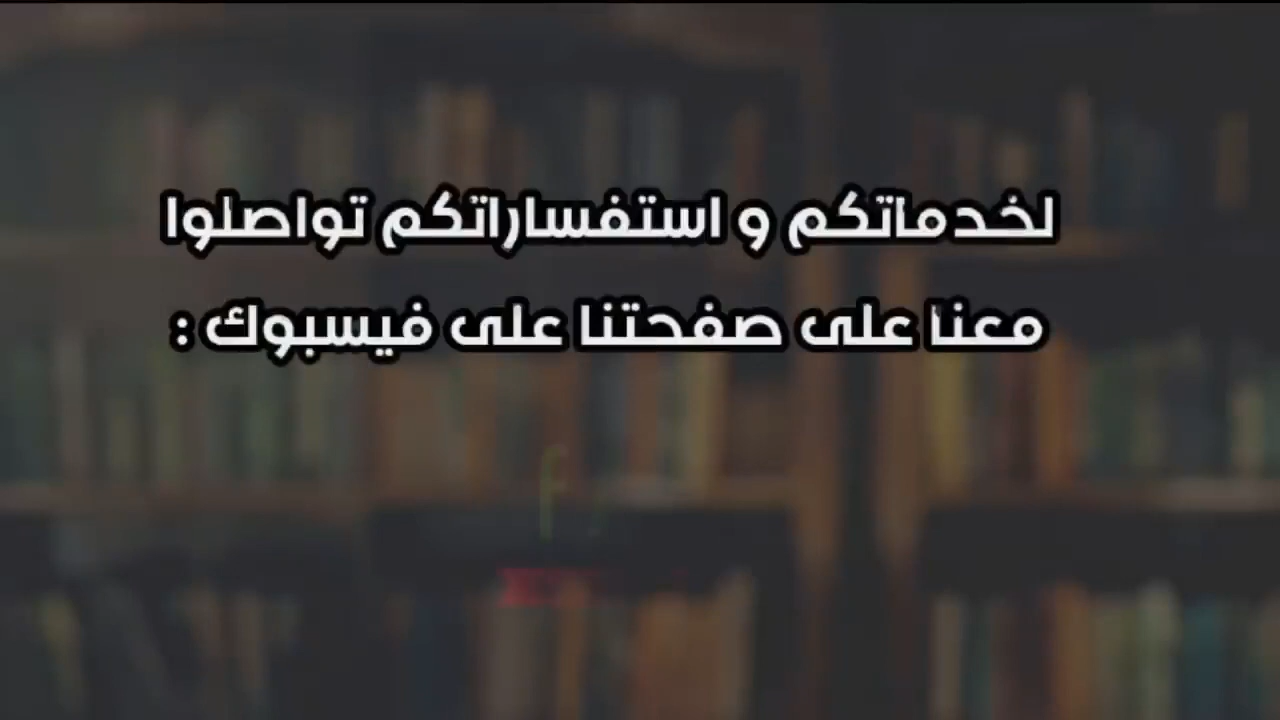 لخدماتكم و استفساراتكم تواصلوا
معنا على صفحتنا على فيسبوك :